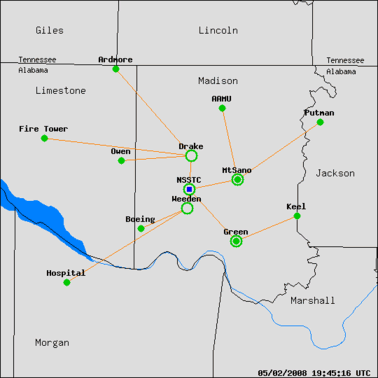 Giles
Lincoln
Tennessee
Tennessee
Ardmore
Alabama
Alabama
Madison
Limestone
AAMU
Putman
Fire Tower
Drake
Owen
MtSano
Jackson
NSSTC
Weeden
Keel
Boeing
Green
Hospital
Marshall
Morgan
05/02/2008 19:45:16 UTC